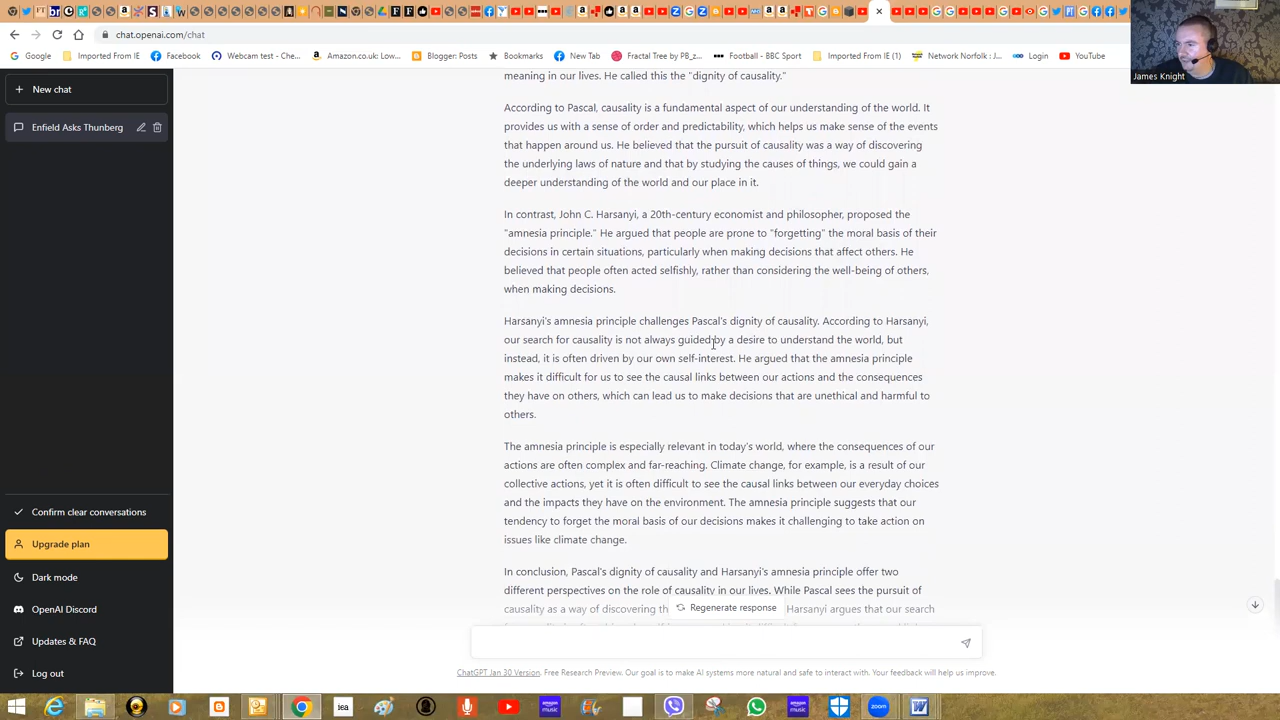 chat.openai.com/chat
Google
Imported From IE
Facebook
Webcam test - Che...
Amazon.co.uk: Low...
Blogger: Posts
Bookmarks
New Tab
Fractal Tree by PB_z...
Football - BBC Sport
Imported From IE (1)
Network Norfolk : J...
Login
YouTube
James Knight
New chat
Enfield Asks Thunberg
meaning in our lives. He called this the "dignity of causality."
According to Pascal, causality is a fundamental aspect of our understanding of the world. It
provides us with a sense of order and predictability, which helps us make sense of the events
that happen around us. He believed that the pursuit of causality was a way of discovering
the underlying laws of nature and that by studying the causes of things, we could gain a
deeper understanding of the world and our place in it.
In contrast, John C. Harsanyi, a 20th-century economist and philosopher, proposed the
"amnesia principle." He argued that people are prone to "forgetting" the moral basis of their
decisions in certain situations, particularly when making decisions that affect others. He
believed that people often acted selfishly, rather than considering the well-being of others,
when making decisions.
Harsanyi's amnesia principle challenges Pascal's dignity of causality. According to Harsanyi,
our search for causality is not always guided by a desire to understand the world, but
instead, it is often driven by our own self-interest. He argued that the amnesia principle
makes it difficult for us to see the causal links between our actions and the consequences
they have on others, which can lead us to make decisions that are unethical and harmful to
others.
The amnesia principle is especially relevant in today's world, where the consequences of our
actions are often complex and far-reaching. Climate change, for example, is a result of our
collective actions, yet it is often difficult to see the causal links between our everyday choices
and the impacts they have on the environment. The amnesia principle suggests that our
tendency to forget the moral basis of our decisions makes it challenging to take action on
issues like climate change.
In conclusion, Pascal's dignity of causality and Harsanyi's amnesia principle offer two
different perspectives on the role of causality in our lives. While Pascal sees the pursuit of
causality as a way of discovering th
Harsanyi argues that our search
Regenerate response
Confirm clear conversations
Upgrade plan
Dark mode
OpenAI Discord
Updates & FAQ
Log out
ChatGPT Jan 30 Version. Free Research Preview. Our goal is to make AI systems more natural and safe to interact with. Your feedback will help us improve.
iea
amazon music
amazon music
zoom